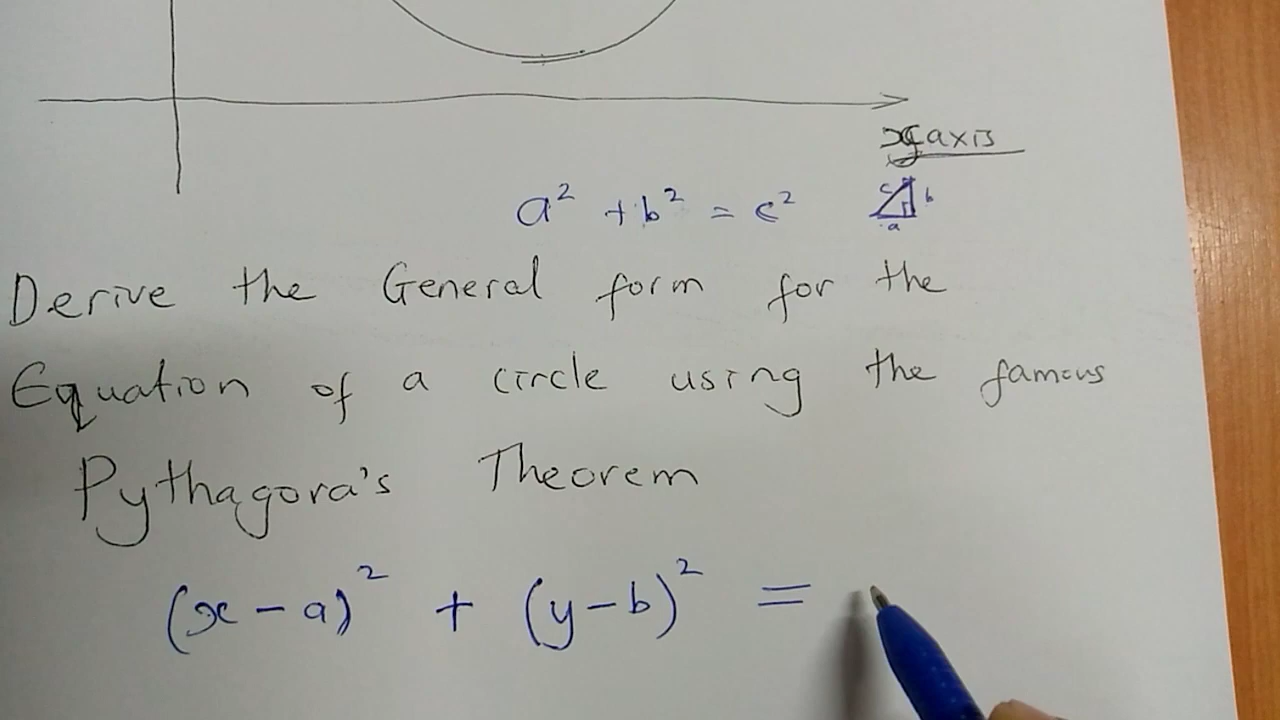 x axis
a² + b² = c²
c b
a
Derive the General form for the
Equation of a circle using the famous
Pythagora's Theorem
(x - a)² + (y - b)² =